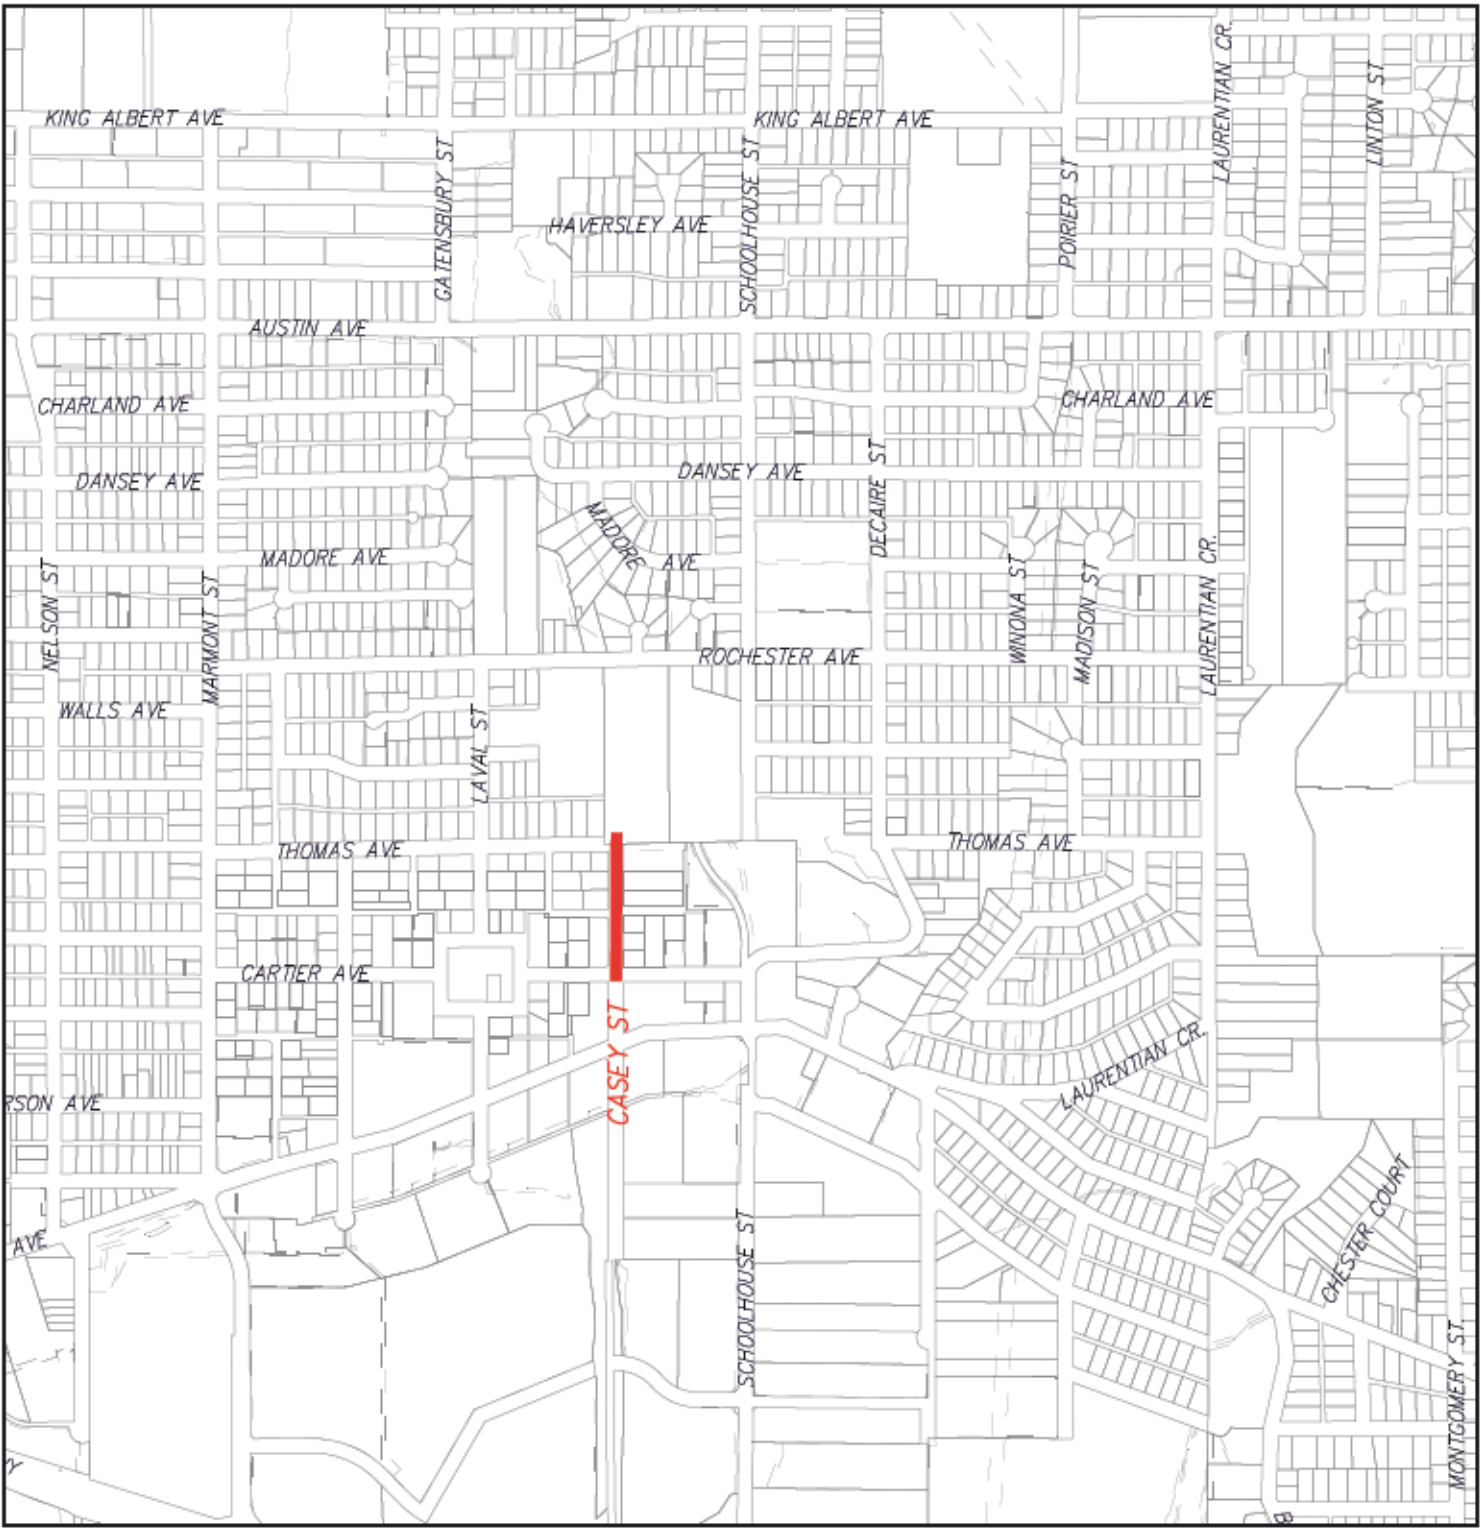 LAURENTIAN CR.
LINTON ST
KING ALBERT AVE
KING ALBERT AVE
GATENSBURY ST
SCHOOLHOUSE ST
POIRIER ST
HAVERSLEY AVE
AUSTIN AVE
CHARLAND AVE
CHARLAND AVE
DANSEY AVE
DANSEY AVE
DECAIRE ST
MADORE AVE
MADORE AVE
NELSON ST
MARMONT ST
WINONA ST
MADISON ST
LAURENTIAN CR.
ROCHESTER AVE
WALLS AVE
LAVAL ST
THOMAS AVE
THOMAS AVE
CARTIER AVE
CASEY ST
LAURENTIAN CR.
RSON AVE
CHESTER COURT
AVE
SCHOOLHOUSE ST
MONTGOMERY ST.
B